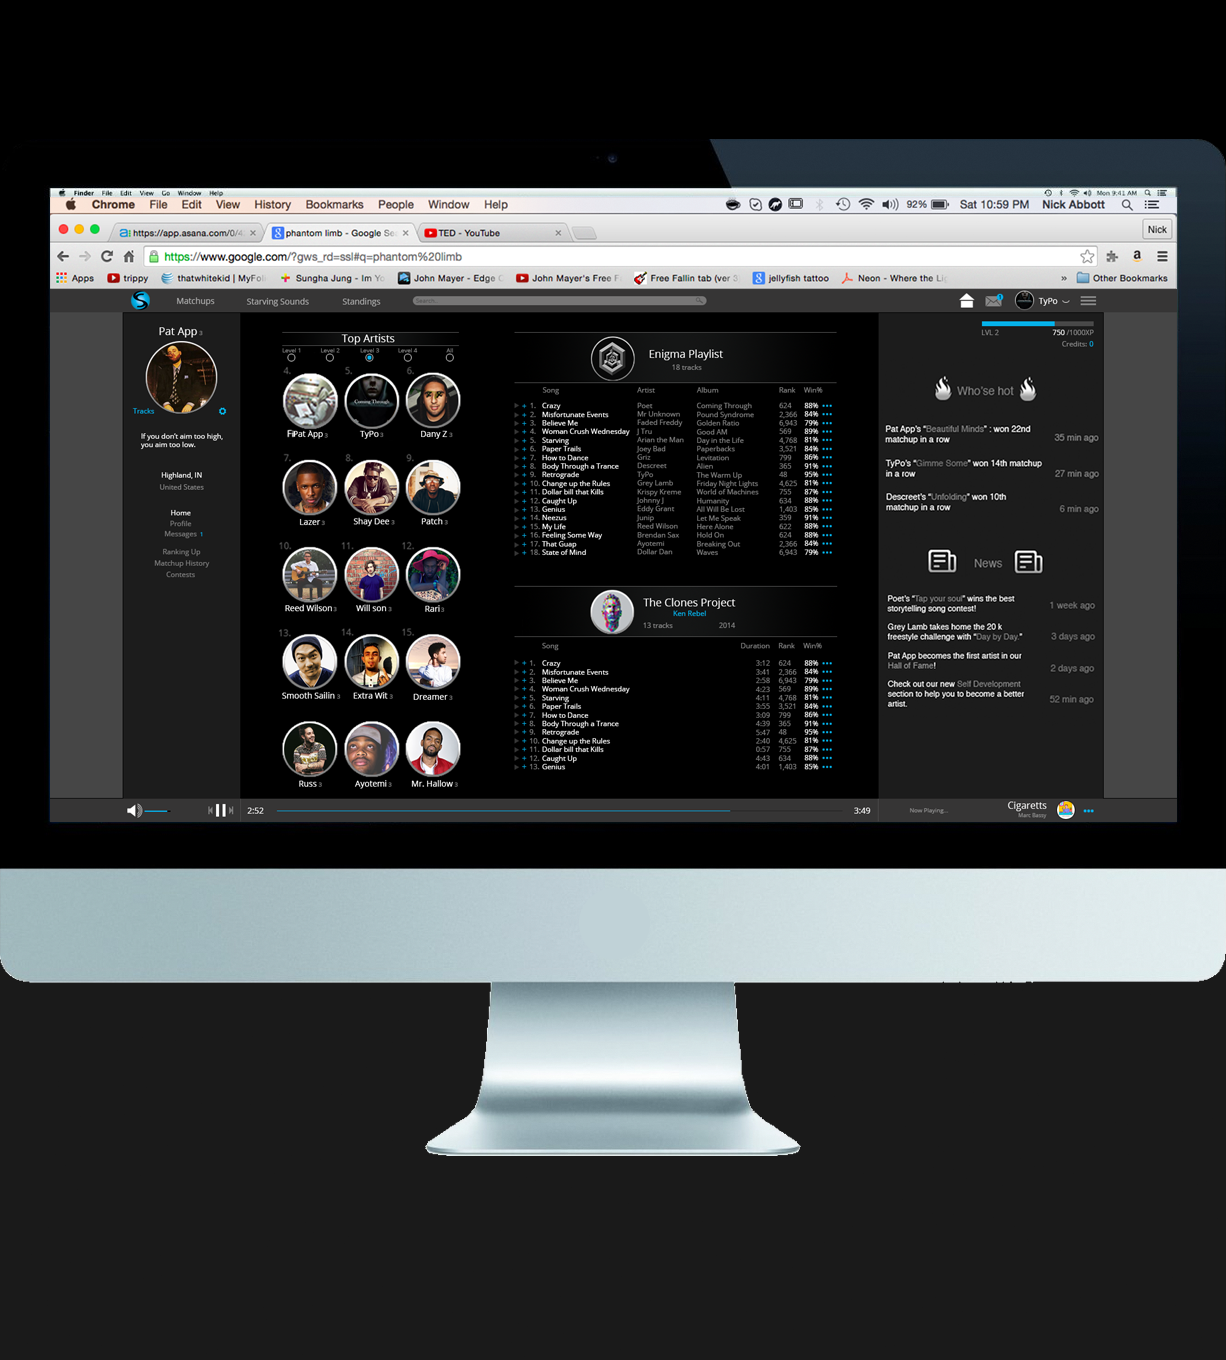 Finder File Edit View Go Window Help
Mon 9:41 AM
Chrome File Edit View History Bookmarks People Window Help
92% Sat 10:59 PM Nick Abbott
https://app.asana.com/0/4
phantom limb - Google Se
TED - YouTube
Nick
https://www.google.com/?gws_rd=ssl#q=phantom%20limb
Apps trippy thatwhitekid | MyFol Sungha Jung - Im Yo John Mayer - Edge John Mayer's Free F Free Fallin tab (ver 3 jellyfish tattoo Neon - Where the Li » Other Bookmarks
Matchups Starving Sounds Standings Search... 1 TyPo
Pat App 3
Tracks
If you don't aim too high,
you aim too low.
Highland, IN
United States
Home
Profile
Messages 1
Ranking Up
Matchup History
Contests
Top Artists
Level 1 Level 2 Level 3 Level 4 All
4. 5. 6.
Coming Through
FiPat App 3 TyPo 3 Dany Z 3
7. 8. 9.
Lazer 3 Shay Dee 3 Patch 3
10. 11. 12.
Reed Wilson 3 Will son 3 Rari 3
13. 14. 15.
Smooth Sailin 3 Extra Wit 3 Dreamer 3
Russ 3 Ayotemi 3 Mr. Hallow 3
Enigma Playlist
18 tracks
Song Artist Album Rank Win%
1. Crazy Poet Coming Through 624 88%
2. Misfortunate Events Mr Unknown Pound Syndrome 2,366 84%
3. Believe Me Faded Freddy Golden Ratio 6,943 79%
4. Woman Crush Wednesday J Tru Good AM 569 89%
5. Starving Arian the Man Day in the Life 4,768 81%
6. Paper Trails Joey Bad Paperbacks 3,521 84%
7. How to Dance Griz Levitation 799 86%
8. Body Through a Trance Descreet Alien 365 91%
9. Retrograde TyPo The Warm Up 48 95%
10. Change up the Rules Grey Lamb Friday Night Lights 4,625 81%
11. Dollar bill that Kills Krispy Kreme World of Machines 755 87%
12. Caught Up Johnny J Humanity 634 88%
13. Genius Eddy Grant All Will Be Lost 1,403 85%
14. Neezus Junip Let Me Speak 359 91%
15. My Life Reed Wilson Here Alone 622 88%
16. Feeling Some Way Brendan Sax Hold On 624 88%
17. That Guap Ayotemi Breaking Out 2,366 84%
18. State of Mind Dollar Dan Waves 6,943 79%
The Clones Project
Ken Rebel
13 tracks 2014
Song Duration Rank Win%
1. Crazy 3:12 624 88%
2. Misfortunate Events 3:41 2,366 84%
3. Believe Me 2:58 6,943 79%
4. Woman Crush Wednesday 4:23 569 89%
5. Starving 4:11 4,768 81%
6. Paper Trails 3:55 3,521 84%
7. How to Dance 3:09 799 86%
8. Body Through a Trance 4:39 365 91%
9. Retrograde 5:47 48 95%
10. Change up the Rules 2:40 4,625 81%
11. Dollar bill that Kills 0:57 755 87%
12. Caught Up 4:43 634 88%
13. Genius 4:01 1,403 85%
LVL 2 750 /1000XP
Credits: 0
Who'se hot
Pat App's "Beautiful Minds" : won 22nd
matchup in a row
35 min ago
TyPo's "Gimme Some" won 14th matchup
in a row
27 min ago
Descreet's "Unfolding" won 10th
matchup in a row
6 min ago
News
Poet's "Tap your soul" wins the best
storytelling song contest!
1 week ago
Grey Lamb takes home the 20 k
freestyle challenge with "Day by Day."
3 days ago
Pat App becomes the first artist in our
Hall of Fame!
2 days ago
Check out our new Self Development
section to help you to become a better
artist.
52 min ago
2:52 3:49
Now Playing...
Cigaretts
Marc Bassy